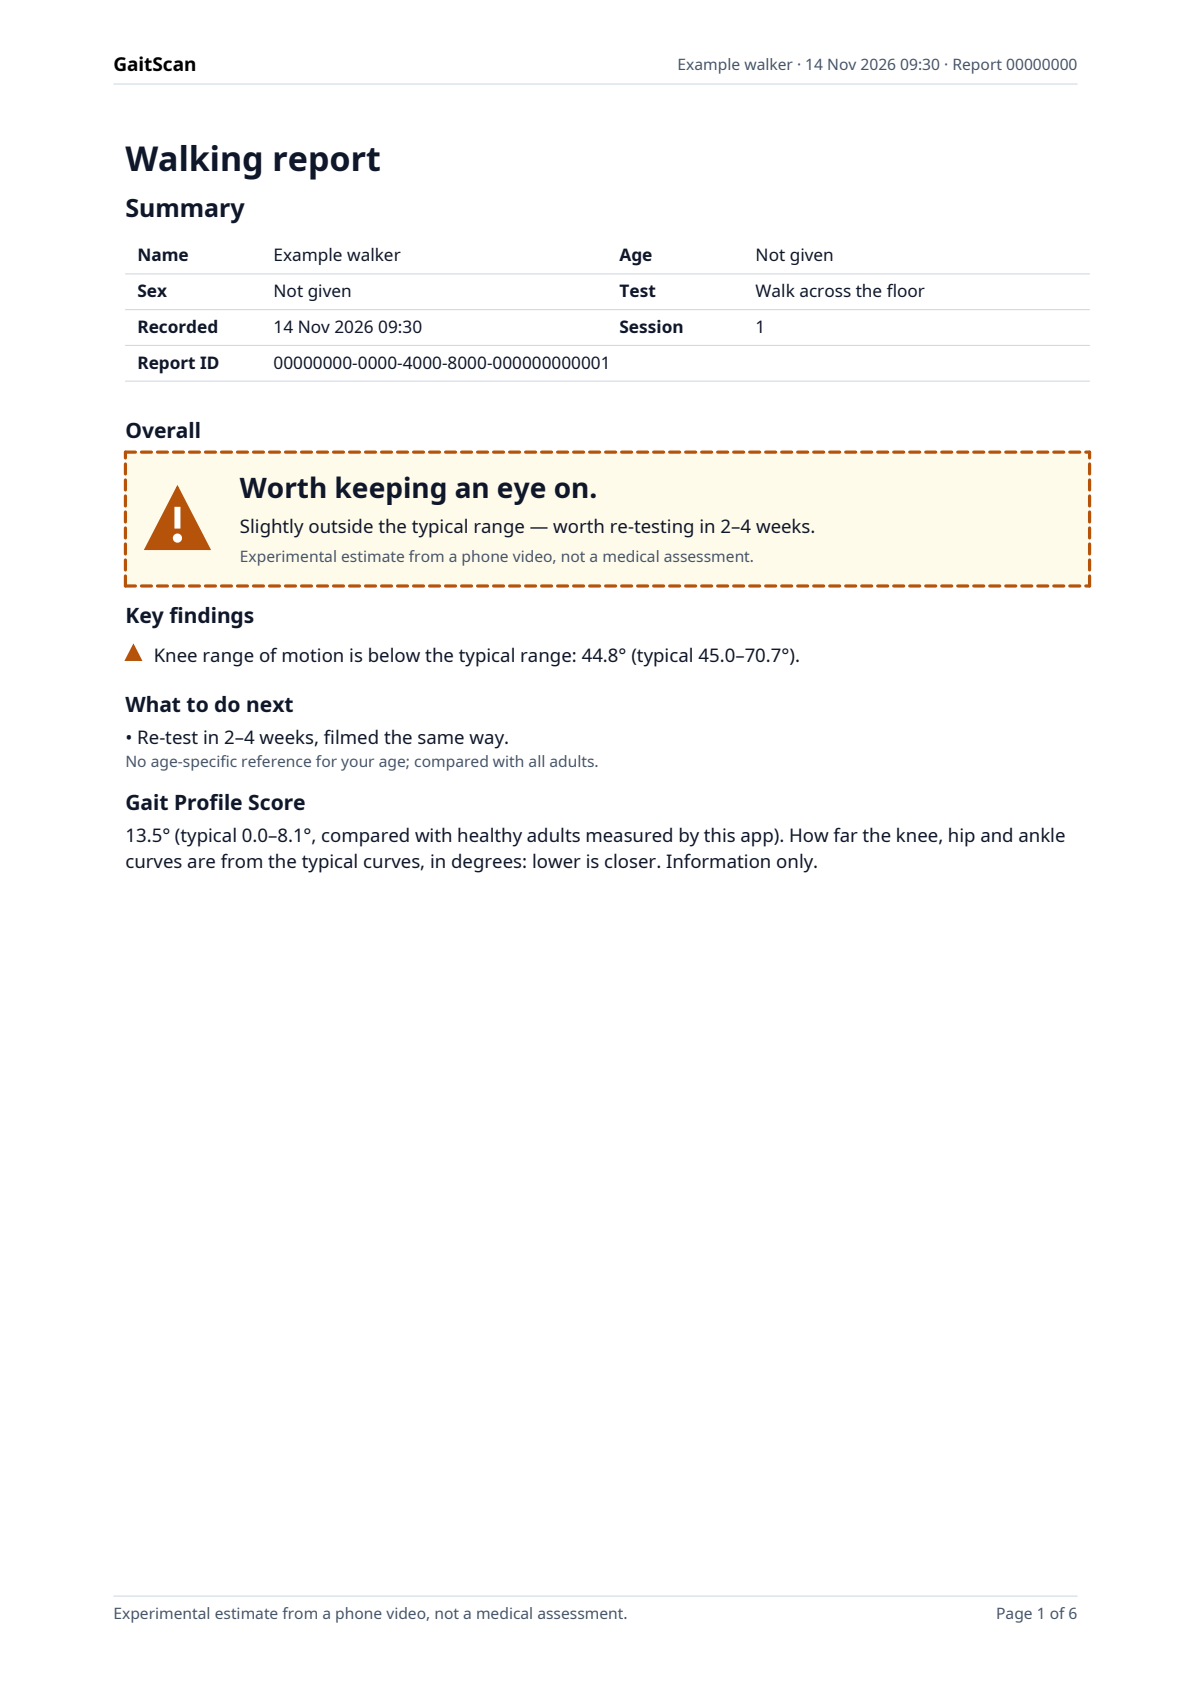 GaitScan
Example walker · 14 Nov 2026 09:30 · Report 00000000
Walking report
Summary
Name Example walker Age Not given
Sex Not given Test Walk across the floor
Recorded 14 Nov 2026 09:30 Session 1
Report ID 00000000-0000-4000-8000-000000000001
Overall
Worth keeping an eye on.
Slightly outside the typical range — worth re-testing in 2–4 weeks.
Experimental estimate from a phone video, not a medical assessment.
Key findings
Knee range of motion is below the typical range: 44.8° (typical 45.0–70.7°).
What to do next
• Re-test in 2–4 weeks, filmed the same way.
No age-specific reference for your age; compared with all adults.
Gait Profile Score
13.5° (typical 0.0–8.1°, compared with healthy adults measured by this app). How far the knee, hip and ankle
curves are from the typical curves, in degrees: lower is closer. Information only.
Experimental estimate from a phone video, not a medical assessment.
Page 1 of 6